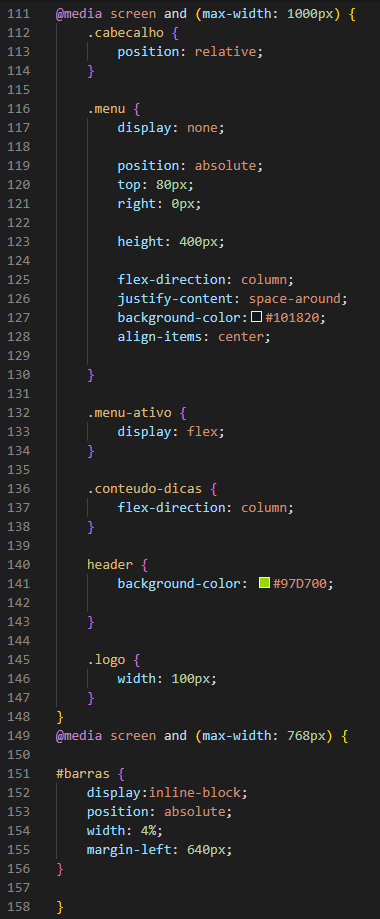 111 @media screen and (max-width: 1000px) {
112 .cabecalho {
113 position: relative;
114 }
115
116 .menu {
117 display: none;
118
119 position: absolute;
120 top: 80px;
121 right: 0px;
122
123 height: 400px;
124
125 flex-direction: column;
126 justify-content: space-around;
127 background-color: #101820;
128 align-items: center;
129
130 }
131
132 .menu-ativo {
133 display: flex;
134 }
135
136 .conteudo-dicas {
137 flex-direction: column;
138 }
139
140 header {
141 background-color: #97D700;
142
143 }
144
145 .logo {
146 width: 100px;
147 }
148 }
149 @media screen and (max-width: 768px) {
150
151 #barras {
152 display:inline-block;
153 position: absolute;
154 width: 4%;
155 margin-left: 640px;
156 }
157
158 }